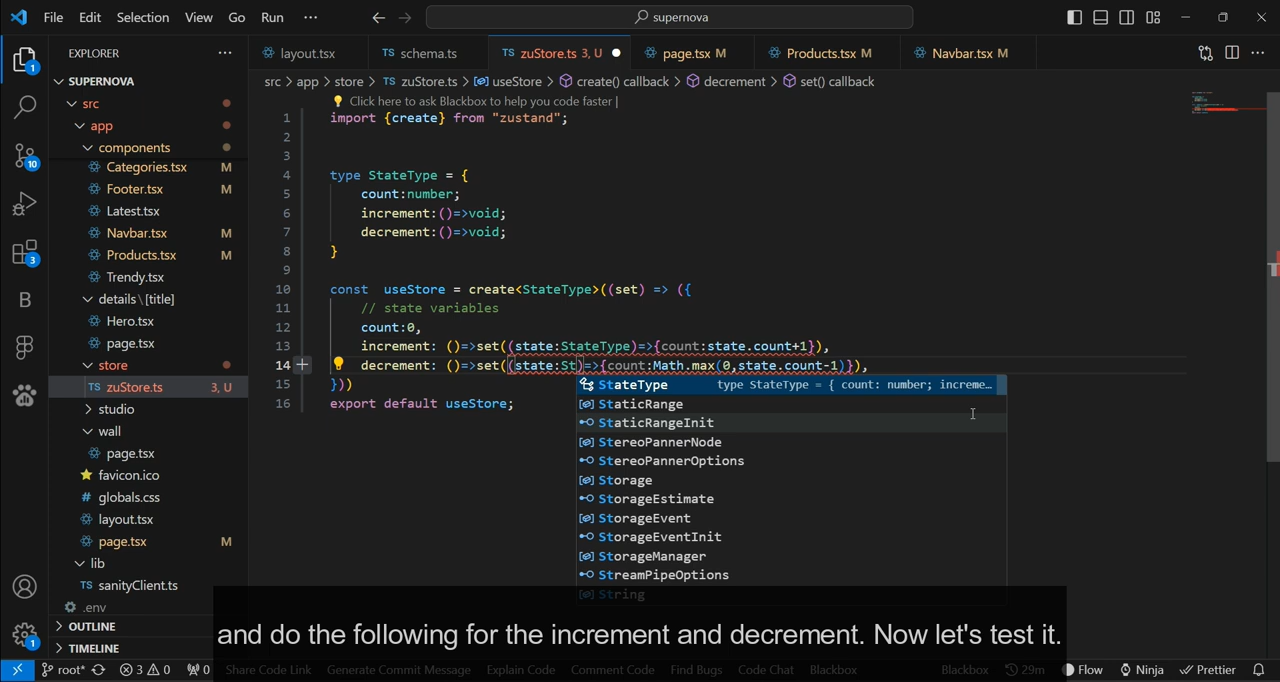 File Edit Selection View Go Run ···
supernova
EXPLORER
SUPERNOVA
src
app
components
Categories.tsx M
Footer.tsx M
Latest.tsx
Navbar.tsx M
Products.tsx M
Trendy.tsx
details\[title]
Hero.tsx
page.tsx
store
TS zuStore.ts 3, U
studio
wall
page.tsx
favicon.ico
# globals.css
layout.tsx
page.tsx M
lib
TS sanityClient.ts
.env
OUTLINE
TIMELINE
layout.tsx TS schema.ts TS zuStore.ts 3, U page.tsx M Products.tsx M Navbar.tsx M
src > app > store > TS zuStore.ts > useStore > create() callback > decrement > set() callback
Click here to ask Blackbox to help you code faster |
1 import {create} from "zustand";
2
3
4 type StateType = {
5 count:number;
6 increment:()=>void;
7 decrement:()=>void;
8 }
9
10 const useStore = create<StateType>((set) => ({
11 // state variables
12 count:0,
13 increment: ()=>set((state:StateType)=>{count:state.count+1}),
14 decrement: ()=>set((state:St)=>{count:Math.max(0,state.count-1)}),
15 }))
16 export default useStore;
StateType type StateType = { count: number; increme…
StaticRange
StaticRangeInit
StereoPannerNode
StereoPannerOptions
Storage
StorageEstimate
StorageEvent
StorageEventInit
StorageManager
StreamPipeOptions
String
and do the following for the increment and decrement. Now let's test it.
root* 3 0 0 Share Code Link Generate Commit Message Explain Code Comment Code Find Bugs Code Chat Blackbox Blackbox 29m Flow Ninja Prettier
1
10
3
B
1